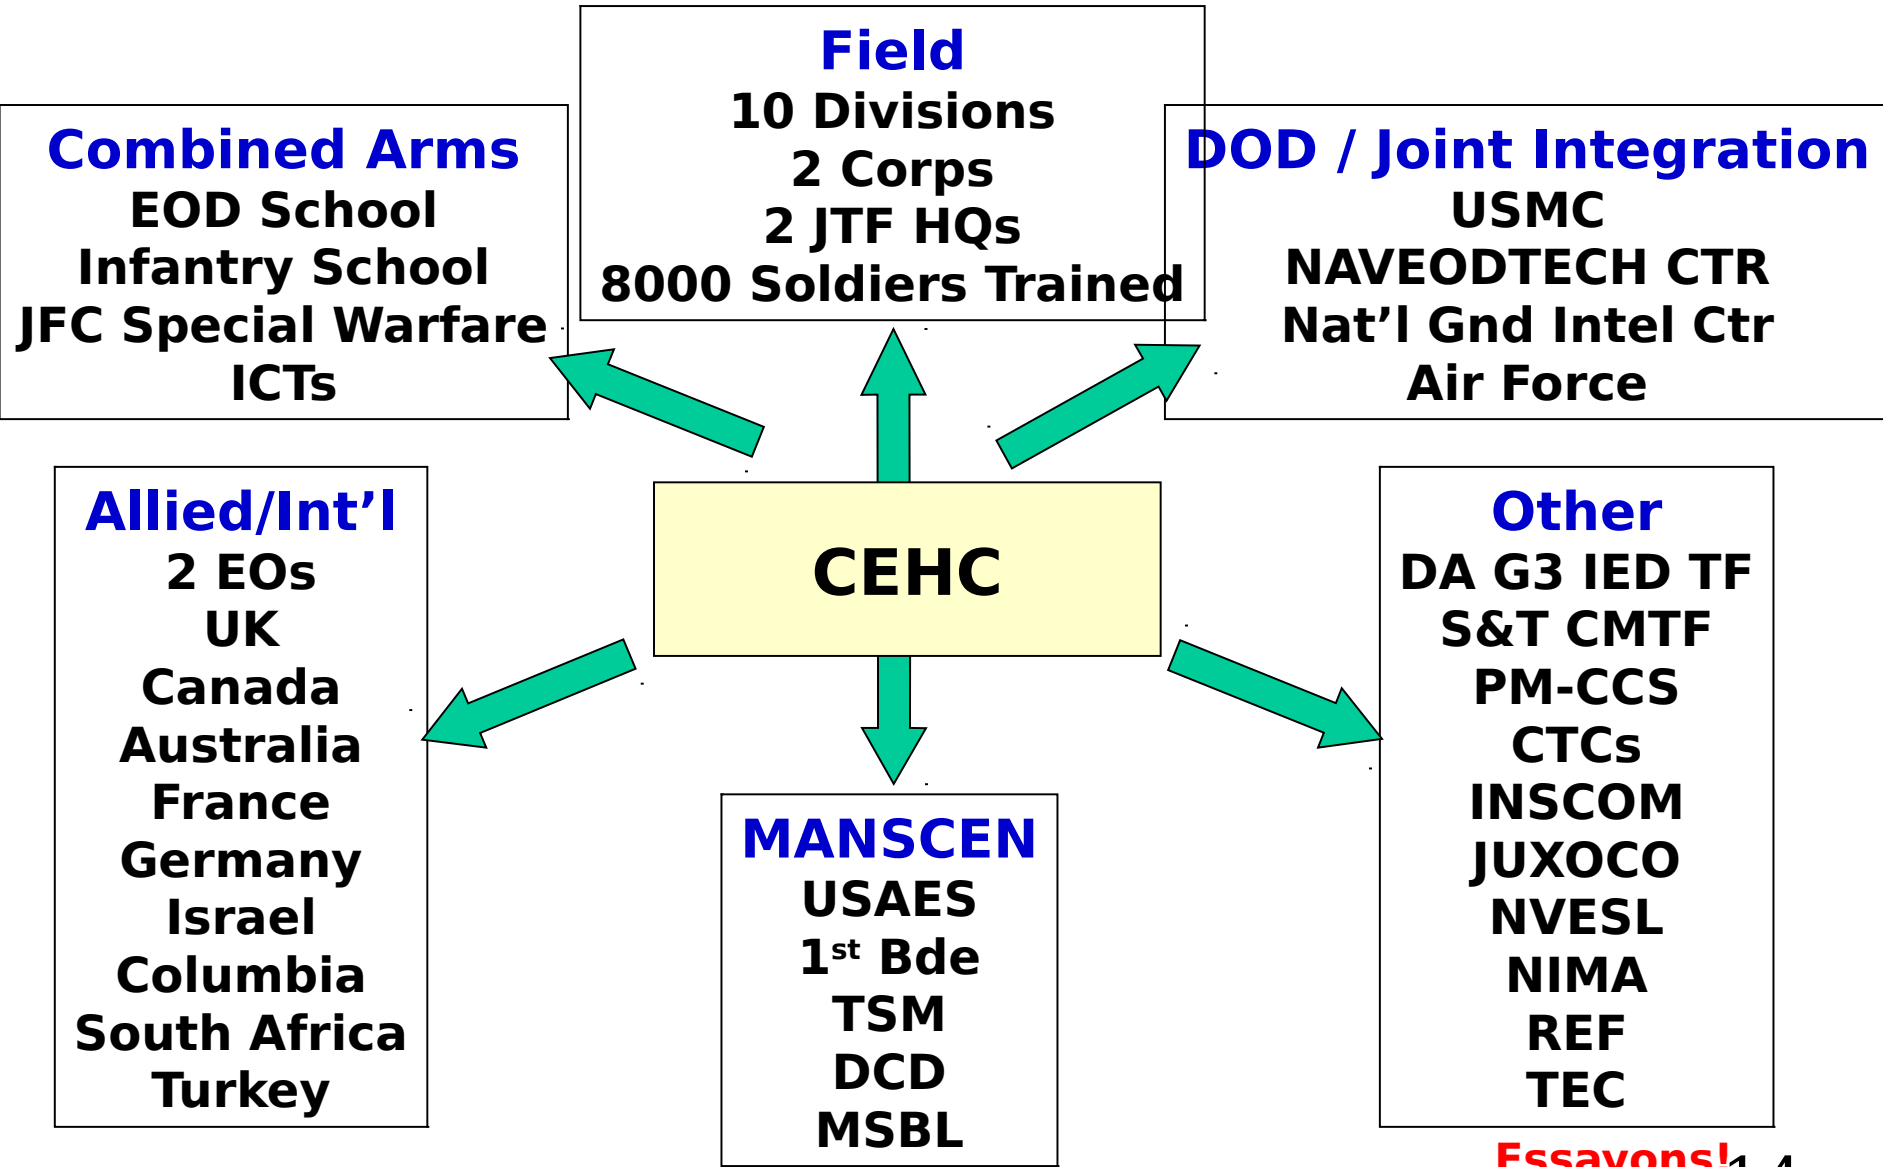 Field
10 Divisions
2 Corps
2 JTF HQs
8000 Soldiers Trained
Combined Arms
EOD School
Infantry School
JFC Special Warfare
ICTs
DOD / Joint Integration
USMC
NAVEODTECH CTR
Nat’l Gnd Intel Ctr
Air Force
CEHC
Allied/Int’l
2 EOs
UK
Canada
Australia
France
Germany
Israel
Columbia
South Africa
Turkey
MANSCEN
USAES
1st Bde
TSM
DCD
MSBL
Other
DA G3 IED TF
S&T CMTF
PM-CCS
CTCs
INSCOM
JUXOCO
NVESL
NIMA
REF
TEC
Essayons!